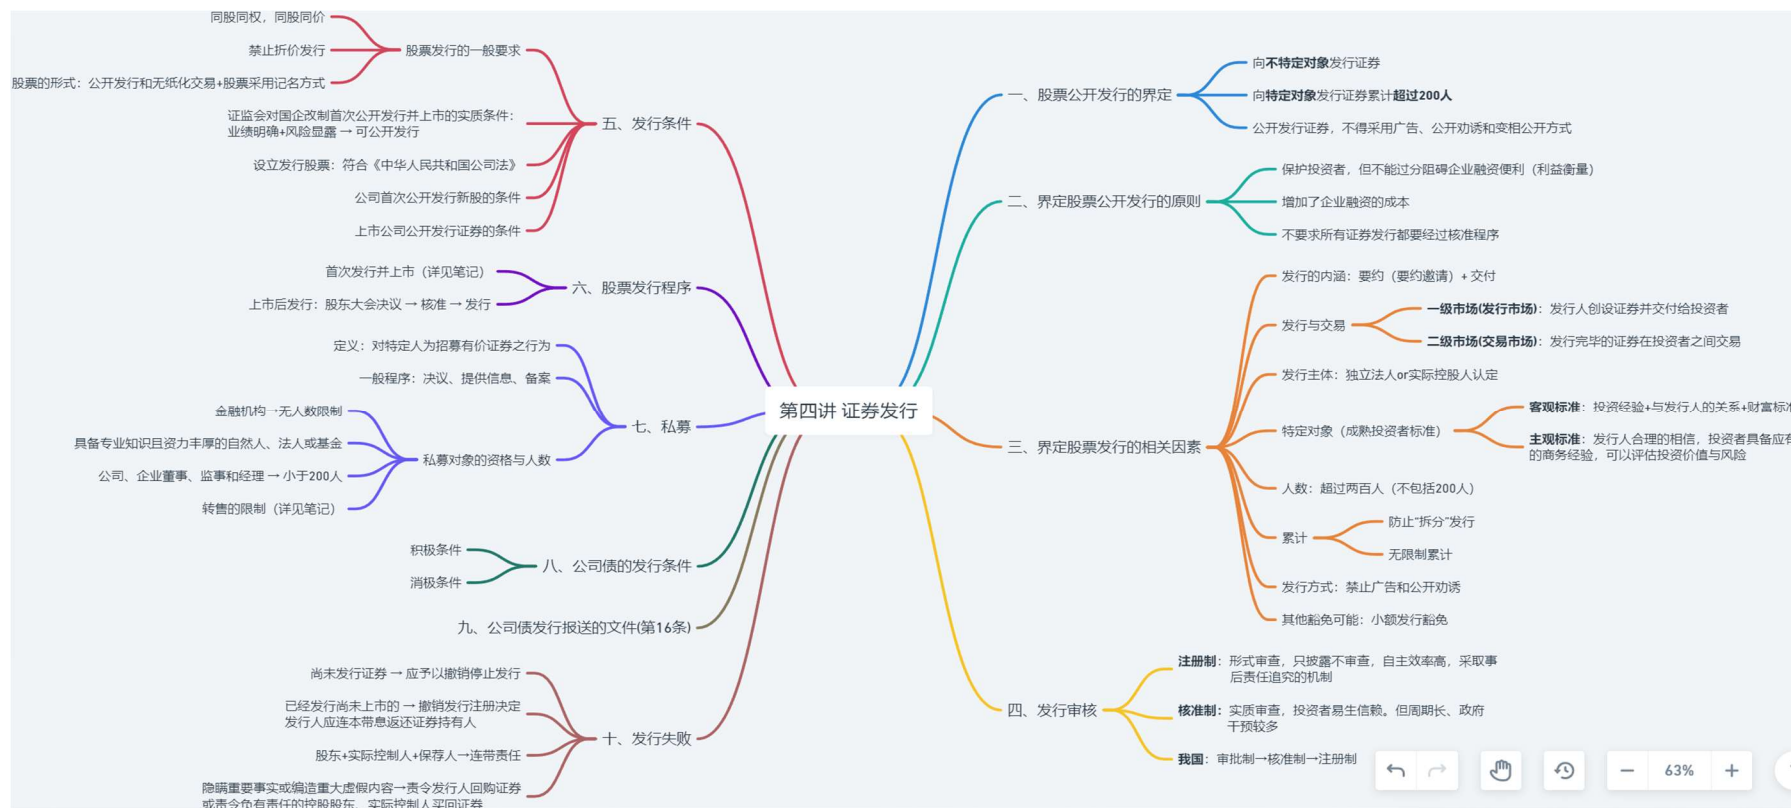 第四讲 证券发行
一、股票公开发行的界定
向不特定对象发行证券
向特定对象发行证券累计超过200人
公开发行证券，不得采用广告、公开劝诱和变相公开方式
二、界定股票公开发行的原则
保护投资者，但不能过分阻碍企业融资便利（利益衡量）
增加了企业融资的成本
不要求所有证券发行都要经过核准程序
三、界定股票发行的相关因素
发行的内涵：要约（要约邀请）+ 交付
发行与交易
一级市场(发行市场)：发行人创设证券并交付给投资者
二级市场(交易市场)：发行完毕的证券在投资者之间交易
发行主体：独立法人or实际控股人认定
特定对象（成熟投资者标准）
客观标准：投资经验+与发行人的关系+财富标
主观标准：发行人合理的相信，投资者具备应
的商务经验，可以评估投资价值与风险
人数：超过两百人（不包括200人）
累计
防止“拆分”发行
无限制累计
发行方式：禁止广告和公开劝诱
其他豁免可能：小额发行豁免
四、发行审核
注册制：形式审查，只披露不审查，自主效率高，采取事
后责任追究的机制
核准制：实质审查，投资者易生信赖。但周期长、政府
干预较多
我国：审批制→核准制→注册制
五、发行条件
股票发行的一般要求
同股同权，同股同价
禁止折价发行
股票的形式：公开发行和无纸化交易+股票采用记名方式
证监会对国企改制首次公开发行并上市的实质条件：
业绩明确+风险显露 → 可公开发行
设立发行股票：符合《中华人民共和国公司法》
公司首次公开发行新股的条件
上市公司公开发行证券的条件
六、股票发行程序
首次发行并上市（详见笔记）
上市后发行：股东大会决议 → 核准 → 发行
七、私募
定义：对特定人为招募有价证券之行为
一般程序：决议、提供信息、备案
私募对象的资格与人数
金融机构→无人数限制
具备专业知识且资力丰厚的自然人、法人或基金
公司、企业董事、监事和经理 → 小于200人
转售的限制（详见笔记）
八、公司债的发行条件
积极条件
消极条件
九、公司债发行报送的文件(第16条)
十、发行失败
尚未发行证券 → 应予以撤销停止发行
已经发行尚未上市的 → 撤销发行注册决定
发行人应连本带息返还证券持有人
股东+实际控制人+保荐人→连带责任
隐瞒重要事实或编造重大虚假内容→责令发行人回购证券
或责令负有责任的控股股东、实际控制人买回证券
63%